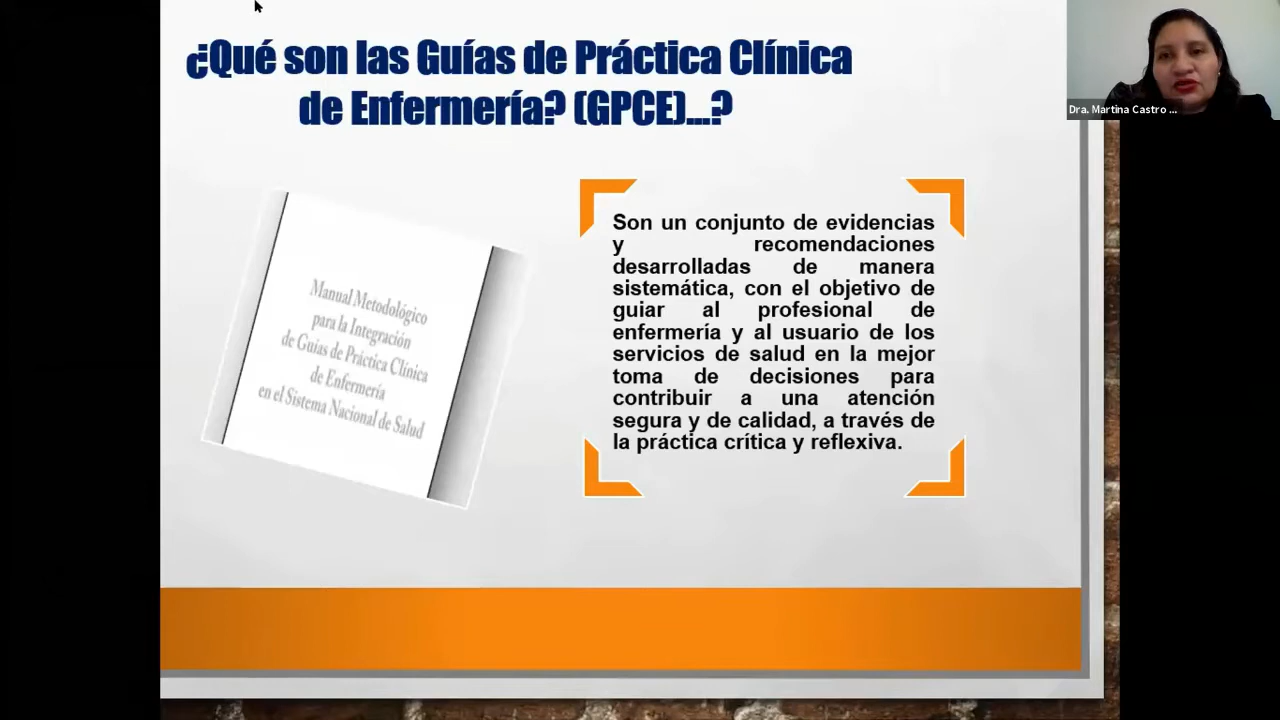 ¿Qué son las Guías de Práctica Clínica
de Enfermería? (GPCE)...?
Dra. Martina Castro ...
Manual Metodológico
para la Integración
de Guías de Práctica Clínica
de Enfermería
en el Sistema Nacional de Salud
Son un conjunto de evidencias
y recomendaciones
desarrolladas de manera
sistemática, con el objetivo de
guiar al profesional de
enfermería y al usuario de los
servicios de salud en la mejor
toma de decisiones para
contribuir a una atención
segura y de calidad, a través de
la práctica crítica y reflexiva.